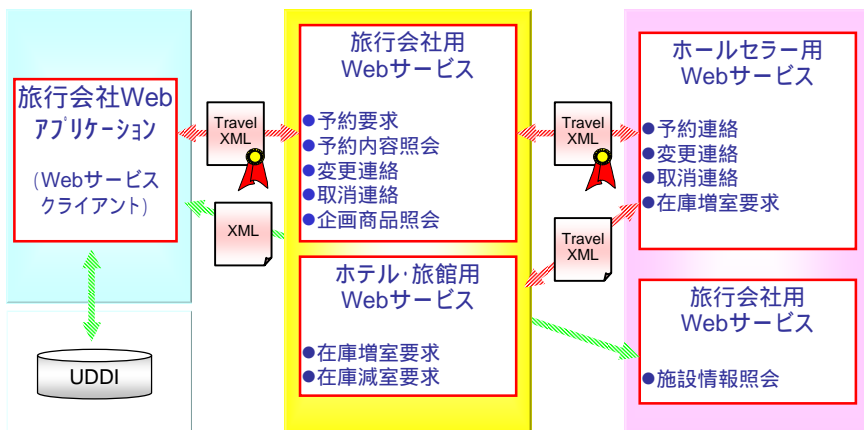 旅行会社Web
アプリケーション
(Webサービス
クライアント)
UDDI
Travel
XML
XML
旅行会社用
Webサービス
●予約要求
●予約内容照会
●変更連絡
●取消連絡
●企画商品照会
ホテル・旅館用
Webサービス
●在庫増室要求
●在庫減室要求
Travel
XML
Travel
XML
ホールセラー用
Webサービス
●予約連絡
●変更連絡
●取消連絡
●在庫増室要求
旅行会社用
Webサービス
●施設情報照会